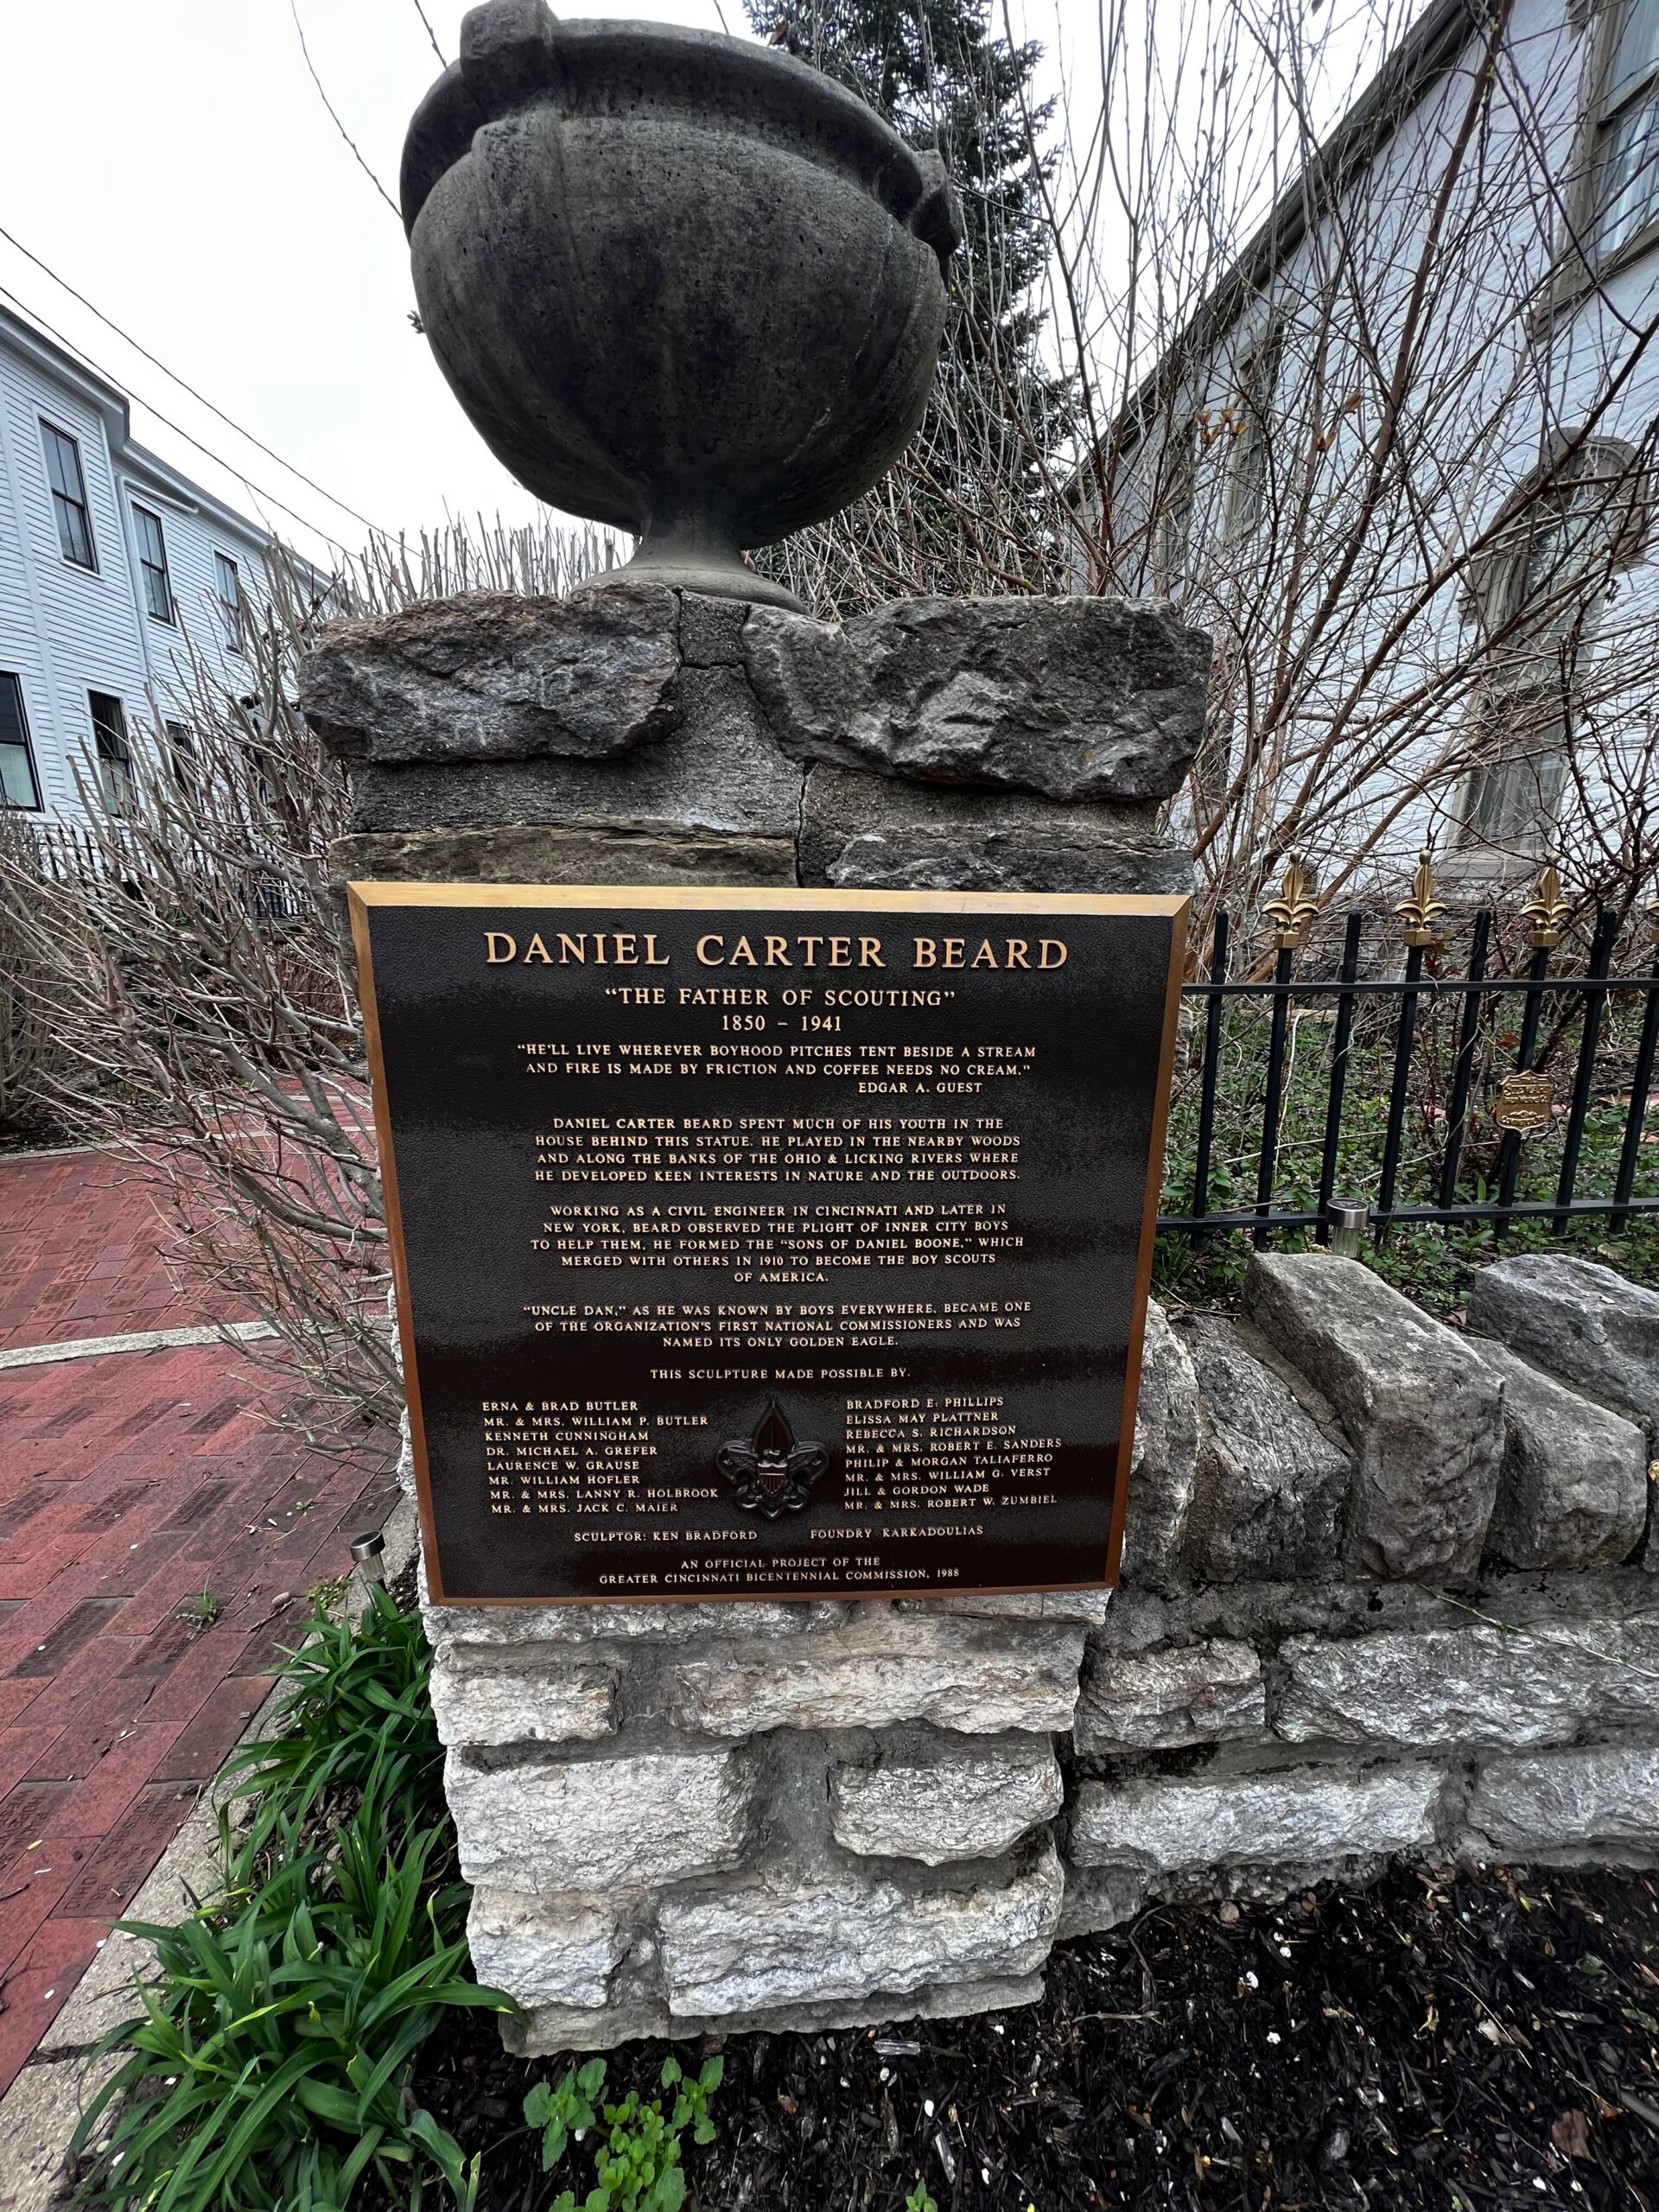 DANIEL CARTER BEARD
"THE FATHER OF SCOUTING"
1850 – 1941
"HE'LL LIVE WHEREVER BOYHOOD PITCHES TENT BESIDE A STREAM
AND FIRE IS MADE BY FRICTION AND COFFEE NEEDS NO CREAM."
EDGAR A. GUEST
DANIEL CARTER BEARD SPENT MUCH OF HIS YOUTH IN THE
HOUSE BEHIND THIS STATUE. HE PLAYED IN THE NEARBY WOODS
AND ALONG THE BANKS OF THE OHIO & LICKING RIVERS WHERE
HE DEVELOPED KEEN INTERESTS IN NATURE AND THE OUTDOORS.
WORKING AS A CIVIL ENGINEER IN CINCINNATI AND LATER IN
NEW YORK, BEARD OBSERVED THE PLIGHT OF INNER CITY BOYS
TO HELP THEM, HE FORMED THE "SONS OF DANIEL BOONE," WHICH
MERGED WITH OTHERS IN 1910 TO BECOME THE BOY SCOUTS
OF AMERICA.
"UNCLE DAN," AS HE WAS KNOWN BY BOYS EVERYWHERE, BECAME ONE
OF THE ORGANIZATION'S FIRST NATIONAL COMMISSIONERS AND WAS
NAMED ITS ONLY GOLDEN EAGLE.
THIS SCULPTURE MADE POSSIBLE BY.
ERNA & BRAD BUTLER
MR. & MRS. WILLIAM P. BUTLER
KENNETH CUNNINGHAM
DR. MICHAEL A. GREFER
LAURENCE W. GRAUSE
MR. WILLIAM HOFLER
MR. & MRS. LANNY R. HOLBROOK
MR. & MRS. JACK C. MAIER
BRADFORD E. PHILLIPS
ELISSA MAY PLATTNER
REBECCA S. RICHARDSON
MR. & MRS. ROBERT E. SANDERS
PHILIP & MORGAN TALIAFERRO
MR. & MRS. WILLIAM G. VERST
JILL & GORDON WADE
MR. & MRS. ROBERT W. ZUMBIEL
SCULPTOR: KEN BRADFORD FOUNDRY KARKADOULIAS
AN OFFICIAL PROJECT OF THE
GREATER CINCINNATI BICENTENNIAL COMMISSION, 1988